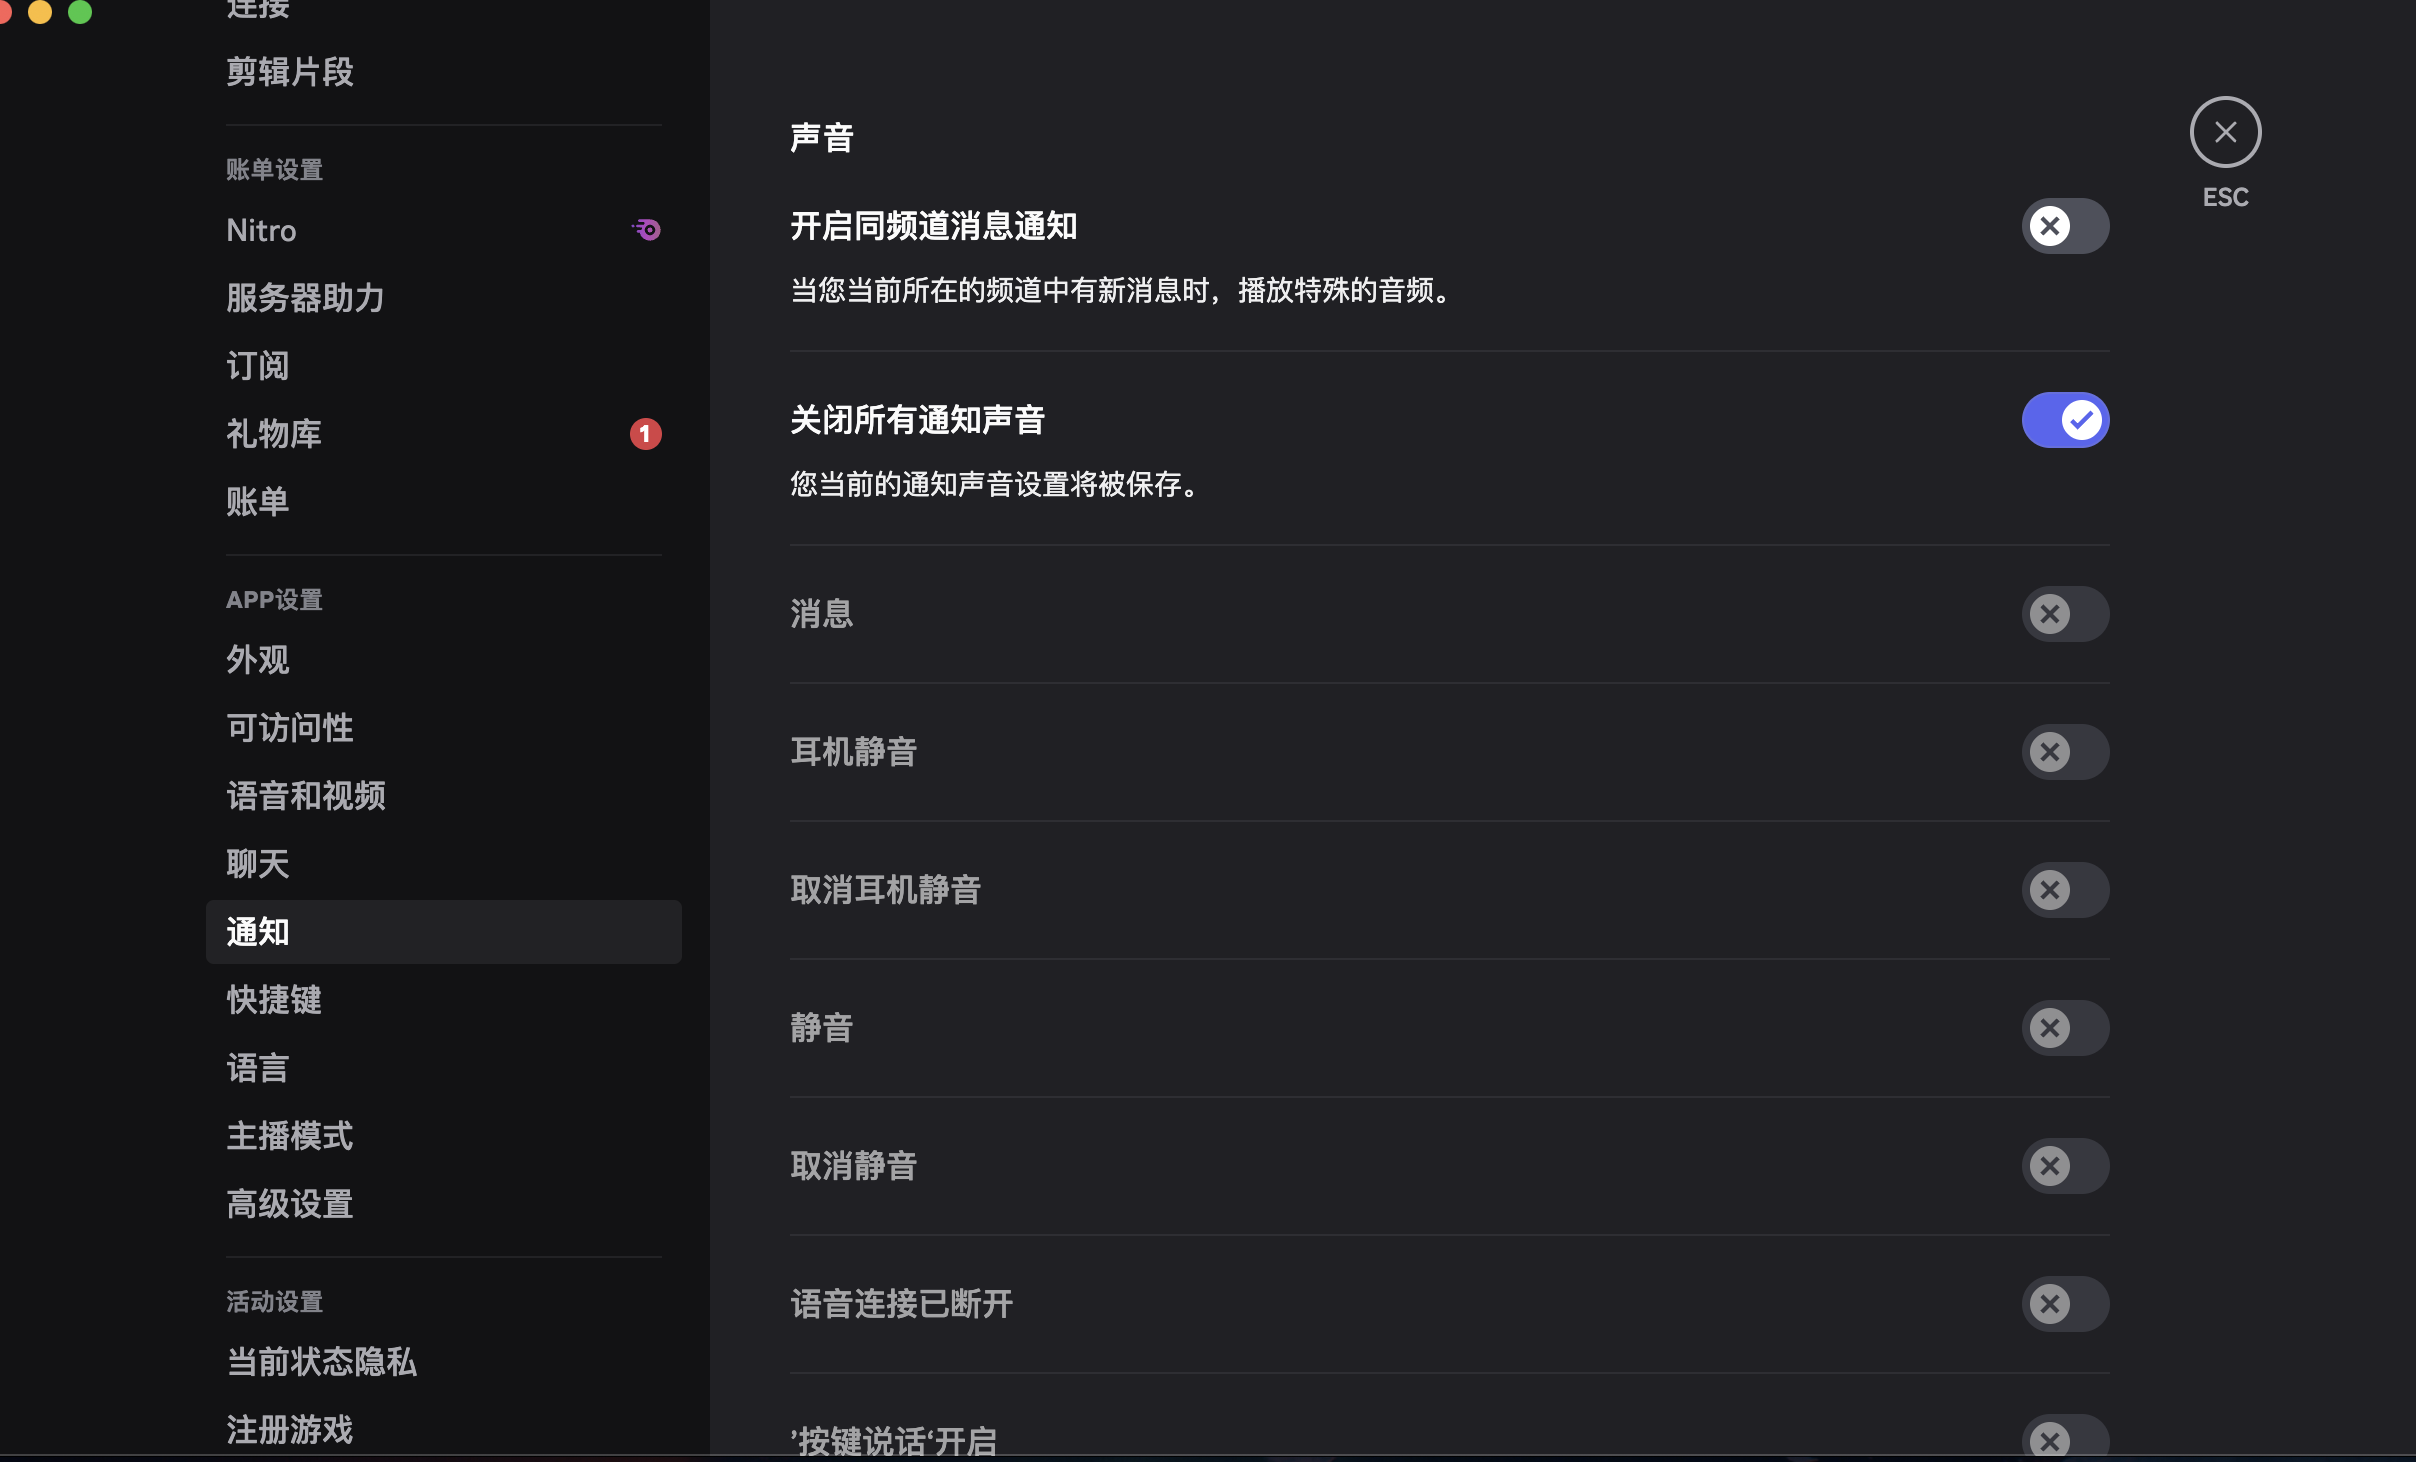 连接
剪辑片段
账单设置
Nitro
服务器助力
订阅
礼物库
1
账单
APP设置
外观
可访问性
语音和视频
聊天
通知
快捷键
语言
主播模式
高级设置
活动设置
当前状态隐私
注册游戏
声音
开启同频道消息通知
当您当前所在的频道中有新消息时，播放特殊的音频。
关闭所有通知声音
您当前的通知声音设置将被保存。
消息
耳机静音
取消耳机静音
静音
取消静音
语音连接已断开
’按键说话‘开启
ESC